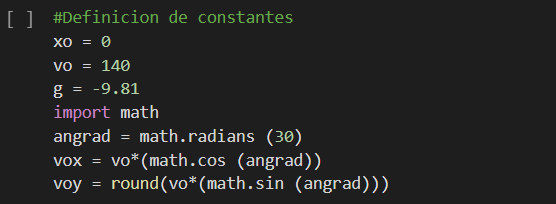 [ ] #Definicion de constantes
xo = 0
vo = 140
g = -9.81
import math
angrad = math.radians (30)
vox = vo*(math.cos (angrad))
voy = round(vo*(math.sin (angrad)))